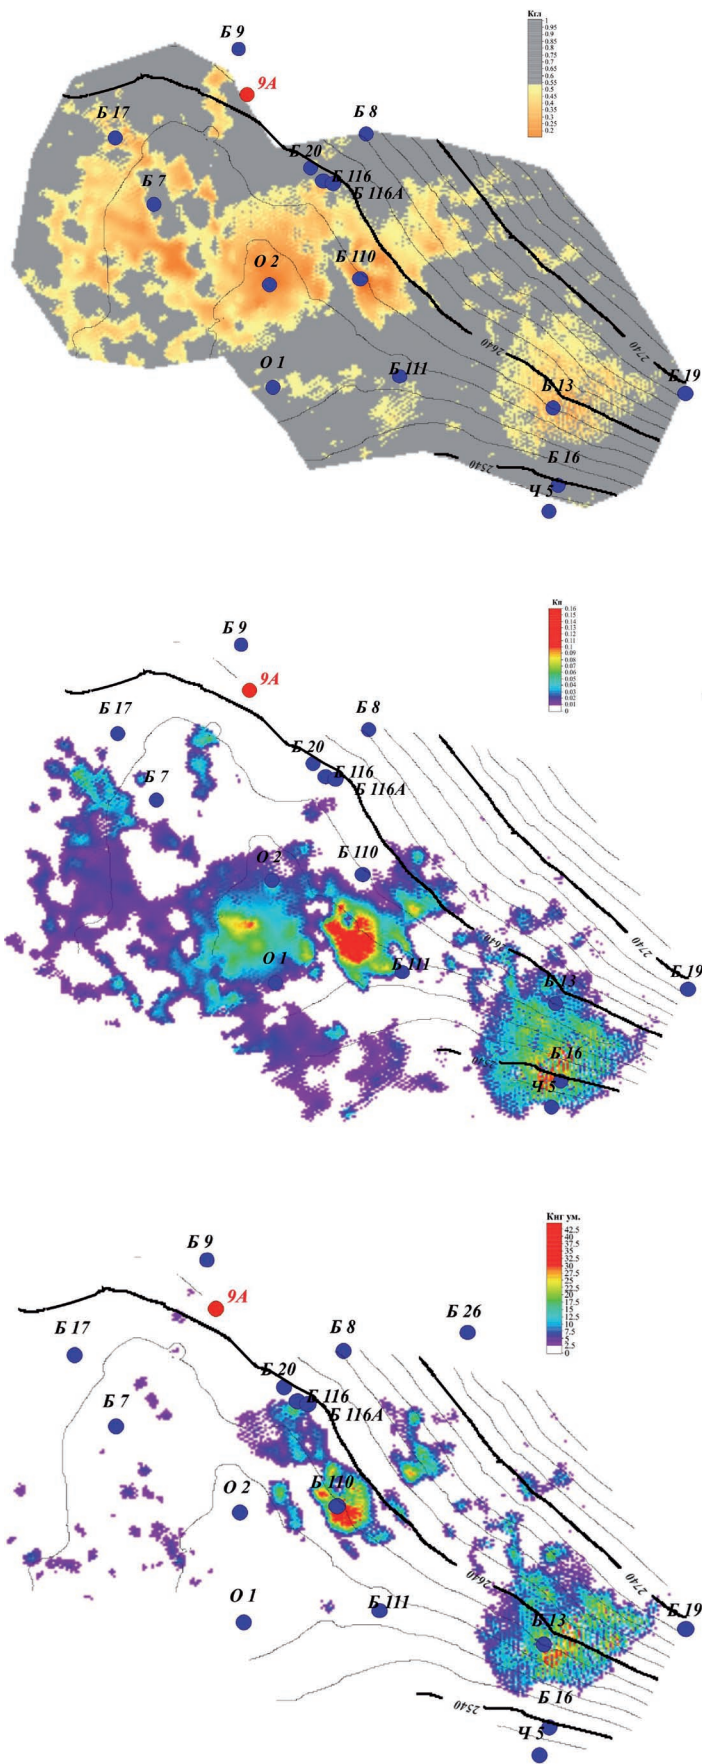 Кгл
Б 9
1
0.95
0.9
0.85
0.8
0.75
0.7
0.65
0.6
0.55
0.5
0.45
0.4
0.35
0.3
0.25
0.2
9А
Б 17
Б 8
Б 20
Б 116
Б 116А
Б 7
Б 110
О 2
2640
2740
О 1
Б 111
Б 13
Б 19
2540
Б 16
Ч 5
Кп
0.16
0.15
0.14
0.13
0.12
0.11
0.1
0.09
0.08
0.07
0.06
0.05
0.04
0.03
0.02
0.01
0
Б 9
9А
Б 17
Б 8
Б 20
Б 116
Б 116А
Б 7
Б 110
О 2
О 1
Б 111
2640
2740
Б 13
Б 19
2540
Б 16
Ч 5
Кнг ум.
42.5
40
37.5
35
32.5
30
27.5
25
22.5
20
17.5
15
12.5
10
7.5
5
2.5
0
Б 9
9А
Б 26
Б 17
Б 8
Б 20
Б 116
Б 116А
Б 7
Б 110
О 2
2640
2740
О 1
Б 111
Б 13
Б 19
2540
Б 16
Ч 5